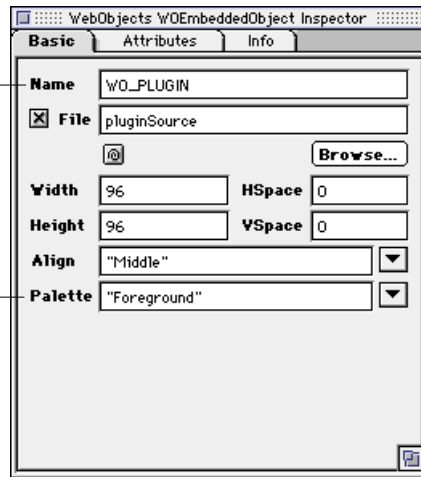 WebObjects WOEmbeddedObject Inspector
Basic Attributes Info
Name WO_PLUGIN
File pluginSource
Browse...
Width 96 HSpace 0
Height 96 VSpace 0
Align "Middle"
Palette "Foreground"